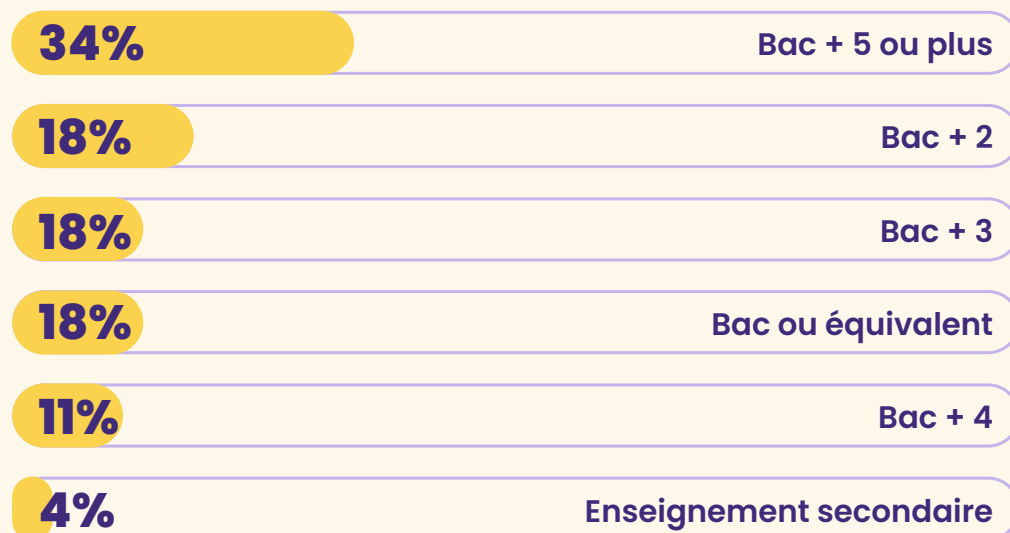 34% Bac + 5 ou plus
18% Bac + 2
18% Bac + 3
18% Bac ou équivalent
11% Bac + 4
4% Enseignement secondaire